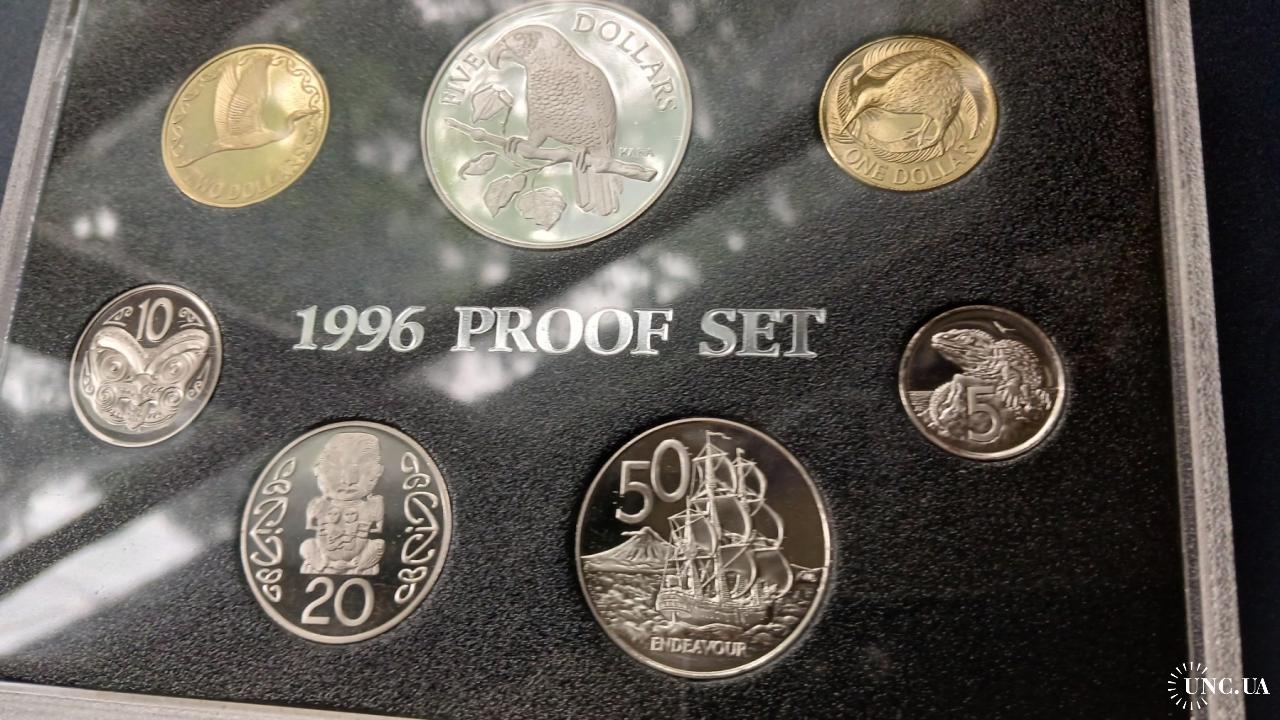 FIVE DOLLARS
KAKA
TWO DOLLARS
ONE DOLLAR
10
1996 PROOF SET
5
20
50
ENDEAVOUR
UNC.UA